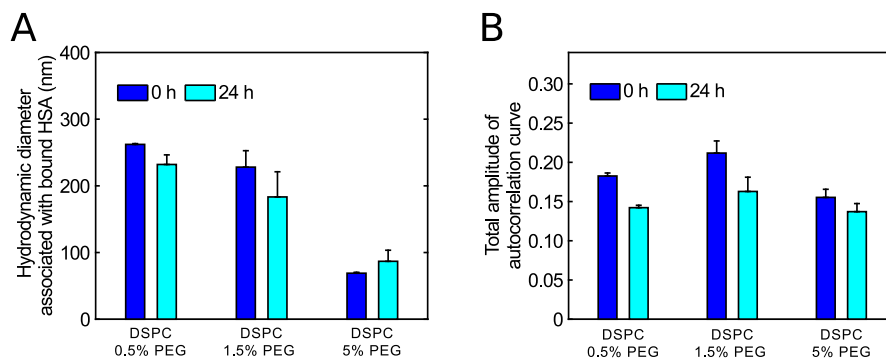 A
Hydrodynamic diameter
associated with bound HSA (nm)
400
300
200
100
0
0 h
24 h
DSPC
0.5% PEG
DSPC
1.5% PEG
DSPC
5% PEG
B
Total amplitude of
autocorrelation curve
0.30
0.25
0.20
0.15
0.10
0.05
0
0 h
24 h
DSPC
0.5% PEG
DSPC
1.5% PEG
DSPC
5% PEG